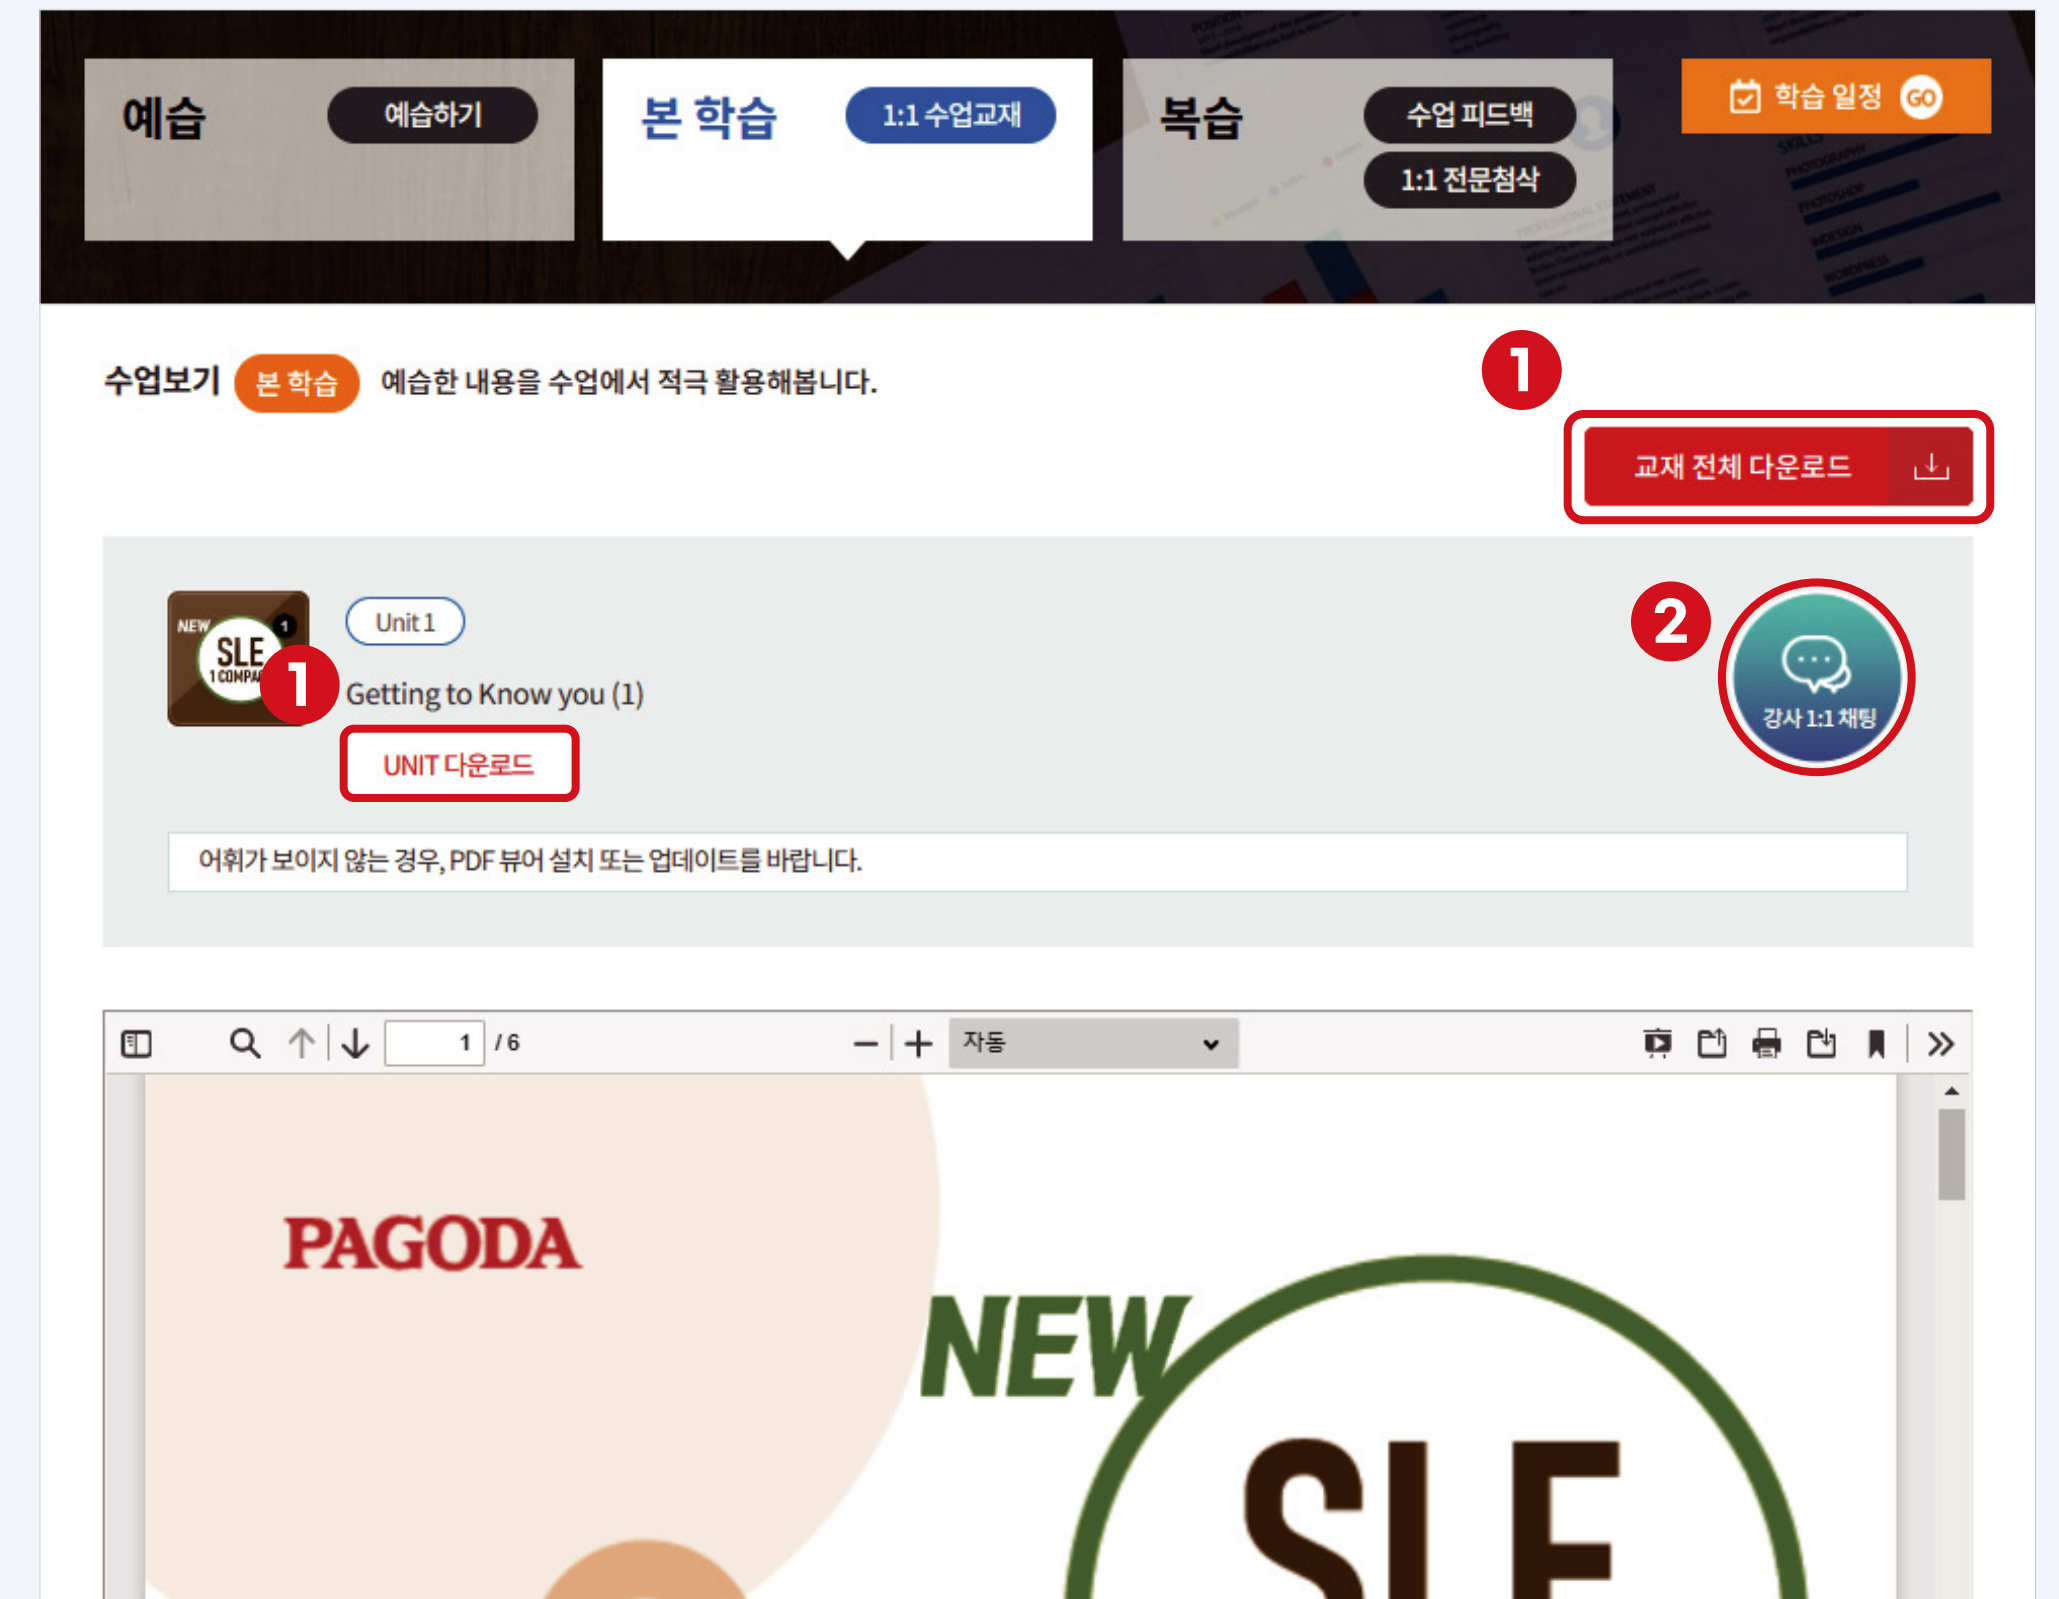 예습
예습하기
본 학습
1:1 수업교재
복습
수업 피드백
1:1 전문첨삭
학습 일정 GO
SKILLS
PHOTOGRAPHY
PHOTOSHOP
INDESIGN
WORDPRESS
수업보기 본 학습 예습한 내용을 수업에서 적극 활용해봅니다.
1
교재 전체 다운로드
NEW 1
SLE
1
Unit 1
Getting to Know you (1)
UNIT 다운로드
2
강사 1:1 채팅
어휘가 보이지 않는 경우, PDF 뷰어 설치 또는 업데이트를 바랍니다.
1 / 6
자동
PAGODA
NEW
SLE